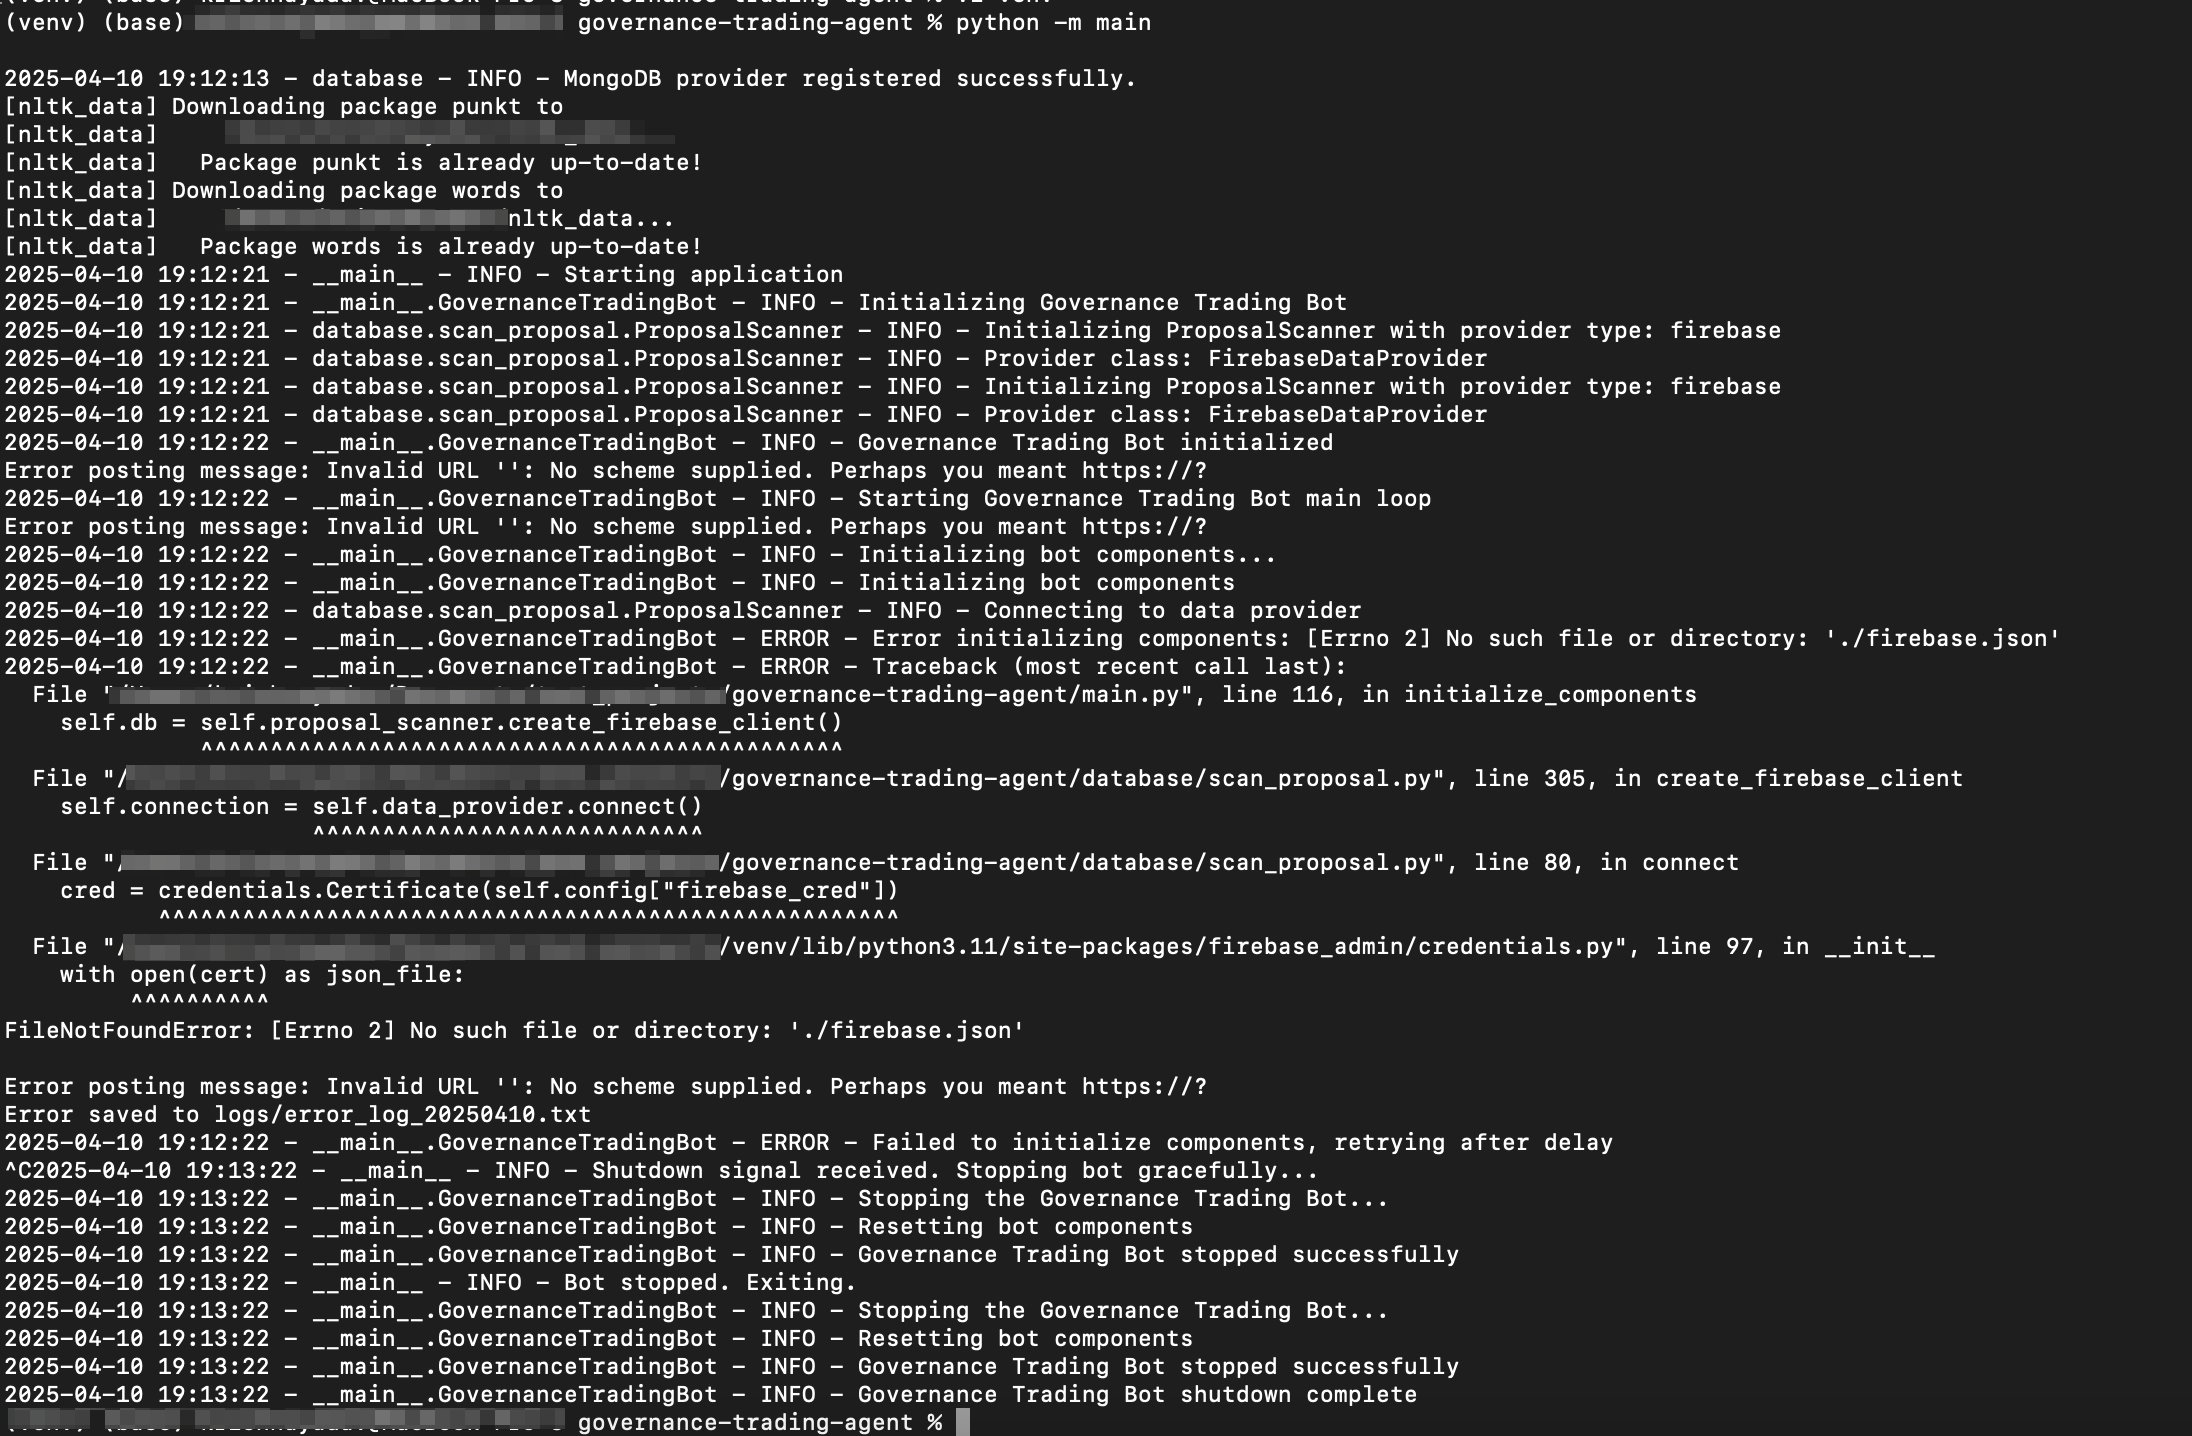 (venv) (base) governance-trading-agent % python -m main
2025-04-10 19:12:13 - database - INFO - MongoDB provider registered successfully.
[nltk_data] Downloading package punkt to
[nltk_data]
[nltk_data]   Package punkt is already up-to-date!
[nltk_data] Downloading package words to
[nltk_data]     nltk_data...
[nltk_data]   Package words is already up-to-date!
2025-04-10 19:12:21 - __main__ - INFO - Starting application
2025-04-10 19:12:21 - __main__.GovernanceTradingBot - INFO - Initializing Governance Trading Bot
2025-04-10 19:12:21 - database.scan_proposal.ProposalScanner - INFO - Initializing ProposalScanner with provider type: firebase
2025-04-10 19:12:21 - database.scan_proposal.ProposalScanner - INFO - Provider class: FirebaseDataProvider
2025-04-10 19:12:21 - database.scan_proposal.ProposalScanner - INFO - Initializing ProposalScanner with provider type: firebase
2025-04-10 19:12:21 - database.scan_proposal.ProposalScanner - INFO - Provider class: FirebaseDataProvider
2025-04-10 19:12:22 - __main__.GovernanceTradingBot - INFO - Governance Trading Bot initialized
Error posting message: Invalid URL '': No scheme supplied. Perhaps you meant https://?
2025-04-10 19:12:22 - __main__.GovernanceTradingBot - INFO - Starting Governance Trading Bot main loop
Error posting message: Invalid URL '': No scheme supplied. Perhaps you meant https://?
2025-04-10 19:12:22 - __main__.GovernanceTradingBot - INFO - Initializing bot components...
2025-04-10 19:12:22 - __main__.GovernanceTradingBot - INFO - Initializing bot components
2025-04-10 19:12:22 - database.scan_proposal.ProposalScanner - INFO - Connecting to data provider
2025-04-10 19:12:22 - __main__.GovernanceTradingBot - ERROR - Error initializing components: [Errno 2] No such file or directory: './firebase.json'
2025-04-10 19:12:22 - __main__.GovernanceTradingBot - ERROR - Traceback (most recent call last):
  File "/governance-trading-agent/main.py", line 116, in initialize_components
    self.db = self.proposal_scanner.create_firebase_client()
              ^^^^^^^^^^^^^^^^^^^^^^^^^^^^^^^^^^^^^^^^^^^^^^
  File "/governance-trading-agent/database/scan_proposal.py", line 305, in create_firebase_client
    self.connection = self.data_provider.connect()
                      ^^^^^^^^^^^^^^^^^^^^^^^^^^^^
  File "/governance-trading-agent/database/scan_proposal.py", line 80, in connect
    cred = credentials.Certificate(self.config["firebase_cred"])
           ^^^^^^^^^^^^^^^^^^^^^^^^^^^^^^^^^^^^^^^^^^^^^^^^^^^^^
  File "/venv/lib/python3.11/site-packages/firebase_admin/credentials.py", line 97, in __init__
    with open(cert) as json_file:
         ^^^^^^^^^^
FileNotFoundError: [Errno 2] No such file or directory: './firebase.json'
Error posting message: Invalid URL '': No scheme supplied. Perhaps you meant https://?
Error saved to logs/error_log_20250410.txt
2025-04-10 19:12:22 - __main__.GovernanceTradingBot - ERROR - Failed to initialize components, retrying after delay
^C2025-04-10 19:13:22 - __main__ - INFO - Shutdown signal received. Stopping bot gracefully...
2025-04-10 19:13:22 - __main__.GovernanceTradingBot - INFO - Stopping the Governance Trading Bot...
2025-04-10 19:13:22 - __main__.GovernanceTradingBot - INFO - Resetting bot components
2025-04-10 19:13:22 - __main__.GovernanceTradingBot - INFO - Governance Trading Bot stopped successfully
2025-04-10 19:13:22 - __main__ - INFO - Bot stopped. Exiting.
2025-04-10 19:13:22 - __main__.GovernanceTradingBot - INFO - Stopping the Governance Trading Bot...
2025-04-10 19:13:22 - __main__.GovernanceTradingBot - INFO - Resetting bot components
2025-04-10 19:13:22 - __main__.GovernanceTradingBot - INFO - Governance Trading Bot stopped successfully
2025-04-10 19:13:22 - __main__.GovernanceTradingBot - INFO - Governance Trading Bot shutdown complete
governance-trading-agent %